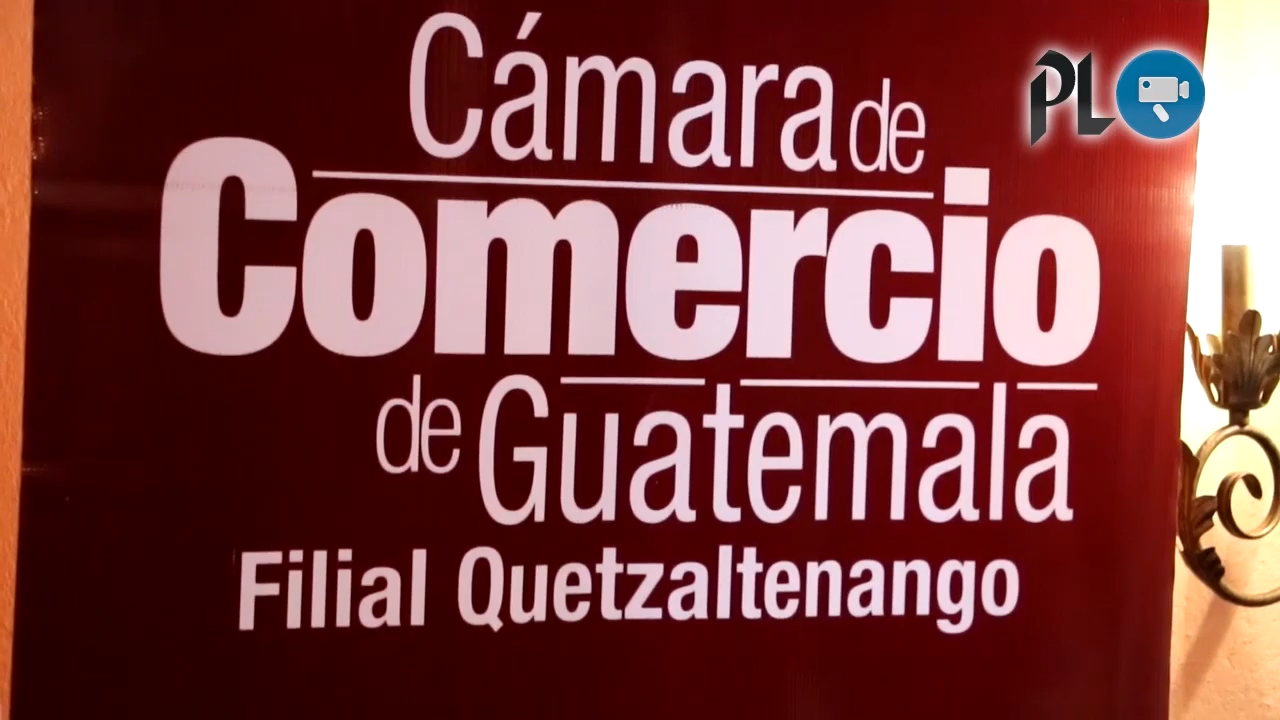 Cámara de
Comercio
de Guatemala
Filial Quetzaltenango
PL